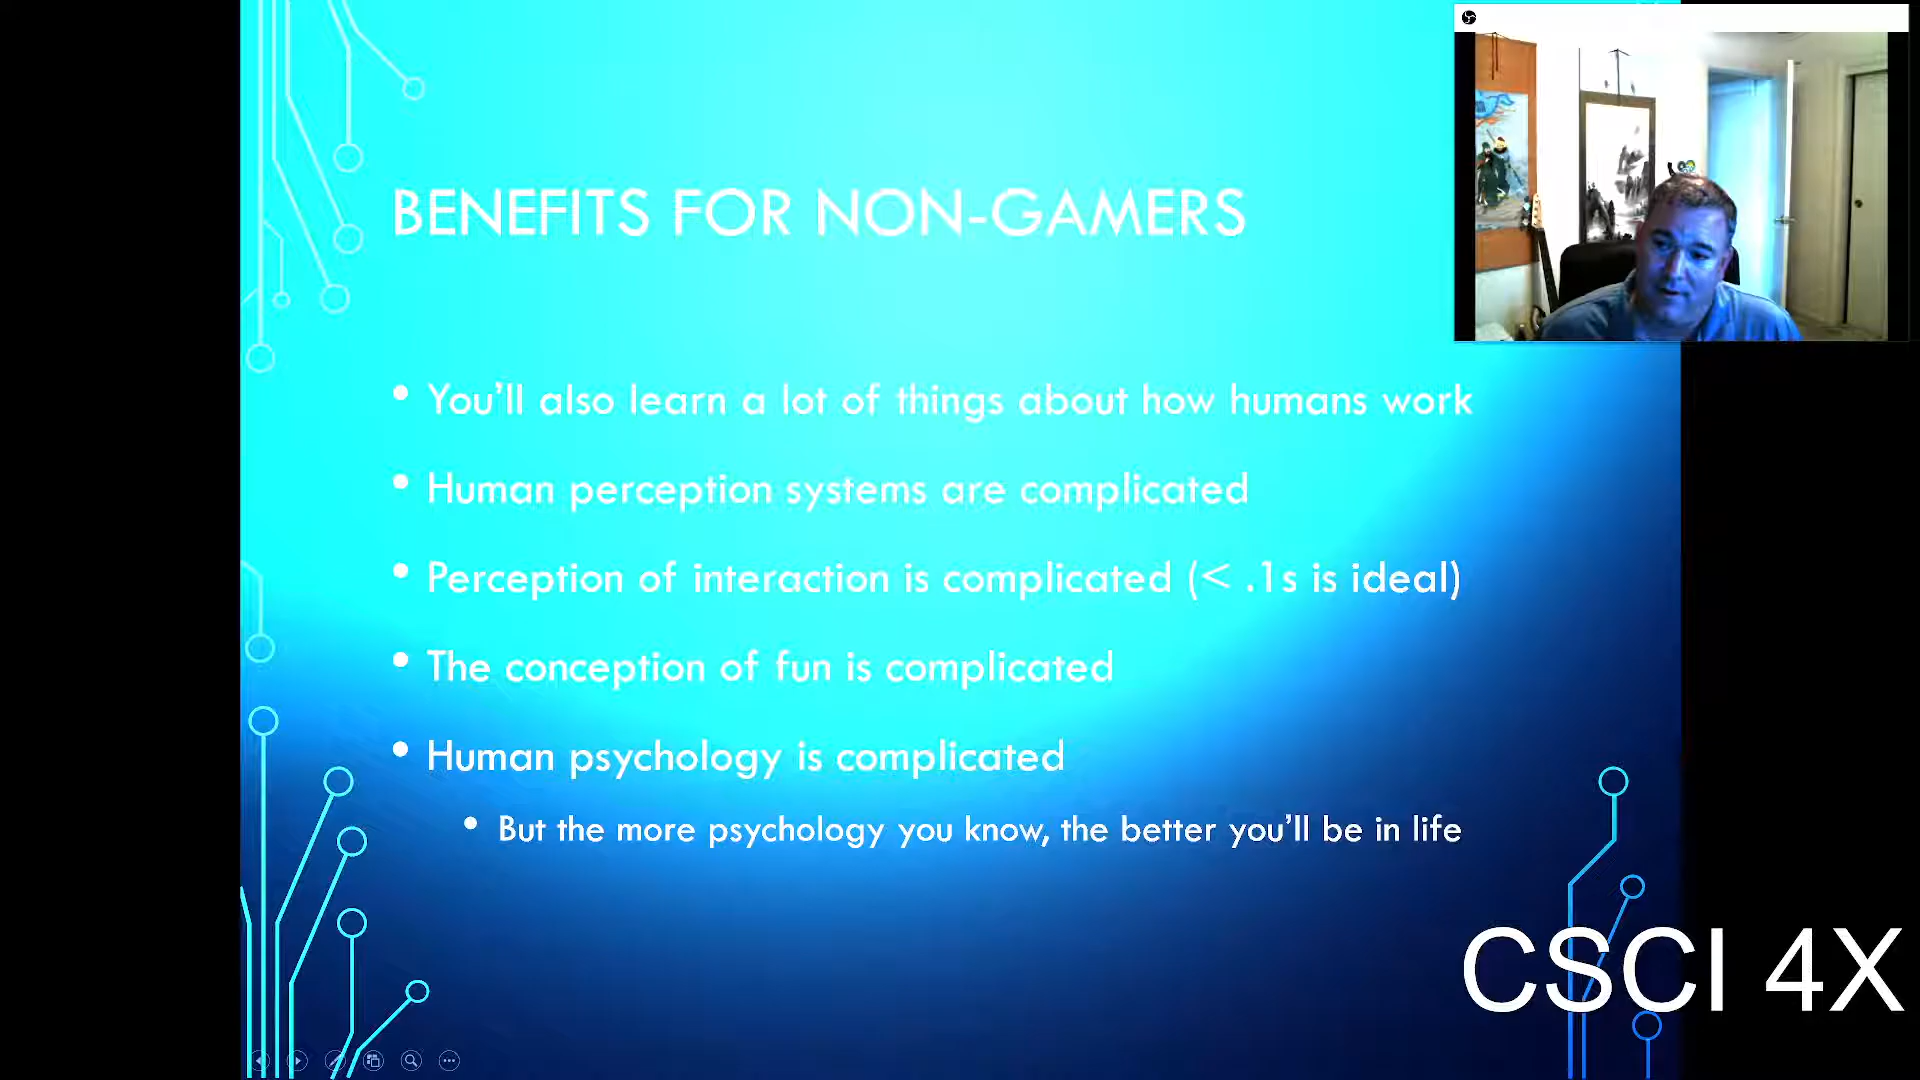 BENEFITS FOR NON-GAMERS
• You'll also learn a lot of things about how humans work
• Human perception systems are complicated
• Perception of interaction is complicated (< .1s is ideal)
• The conception of fun is complicated
• Human psychology is complicated
• But the more psychology you know, the better you'll be in life
CSCI 4X